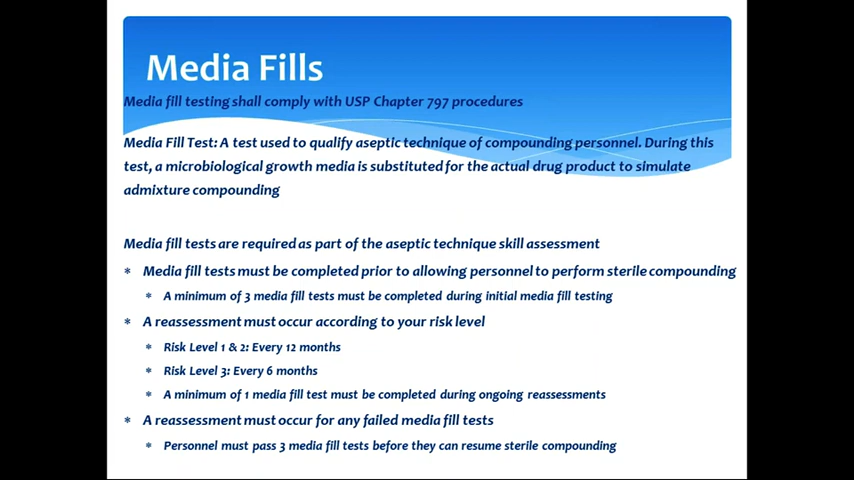 Media Fills
Media fill testing shall comply with USP Chapter 797 procedures
Media Fill Test: A test used to qualify aseptic technique of compounding personnel. During this
test, a microbiological growth media is substituted for the actual drug product to simulate
admixture compounding
Media fill tests are required as part of the aseptic technique skill assessment
* Media fill tests must be completed prior to allowing personnel to perform sterile compounding
* A minimum of 3 media fill tests must be completed during initial media fill testing
* A reassessment must occur according to your risk level
* Risk Level 1 & 2: Every 12 months
* Risk Level 3: Every 6 months
* A minimum of 1 media fill test must be completed during ongoing reassessments
* A reassessment must occur for any failed media fill tests
* Personnel must pass 3 media fill tests before they can resume sterile compounding